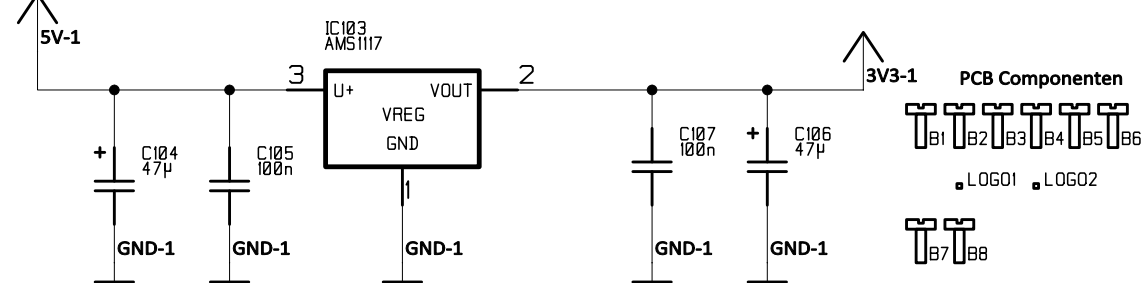 5V-1
IC103
AMS1117
3
U+
VOUT
VREG
GND
2
1
3V3-1
+
C104
47µ
C105
100n
C107
100n
+
C106
47µ
GND-1
GND-1
GND-1
GND-1
GND-1
PCB Componenten
B1 B2 B3 B4 B5 B6
LOGO1 LOGO2
B7 B8